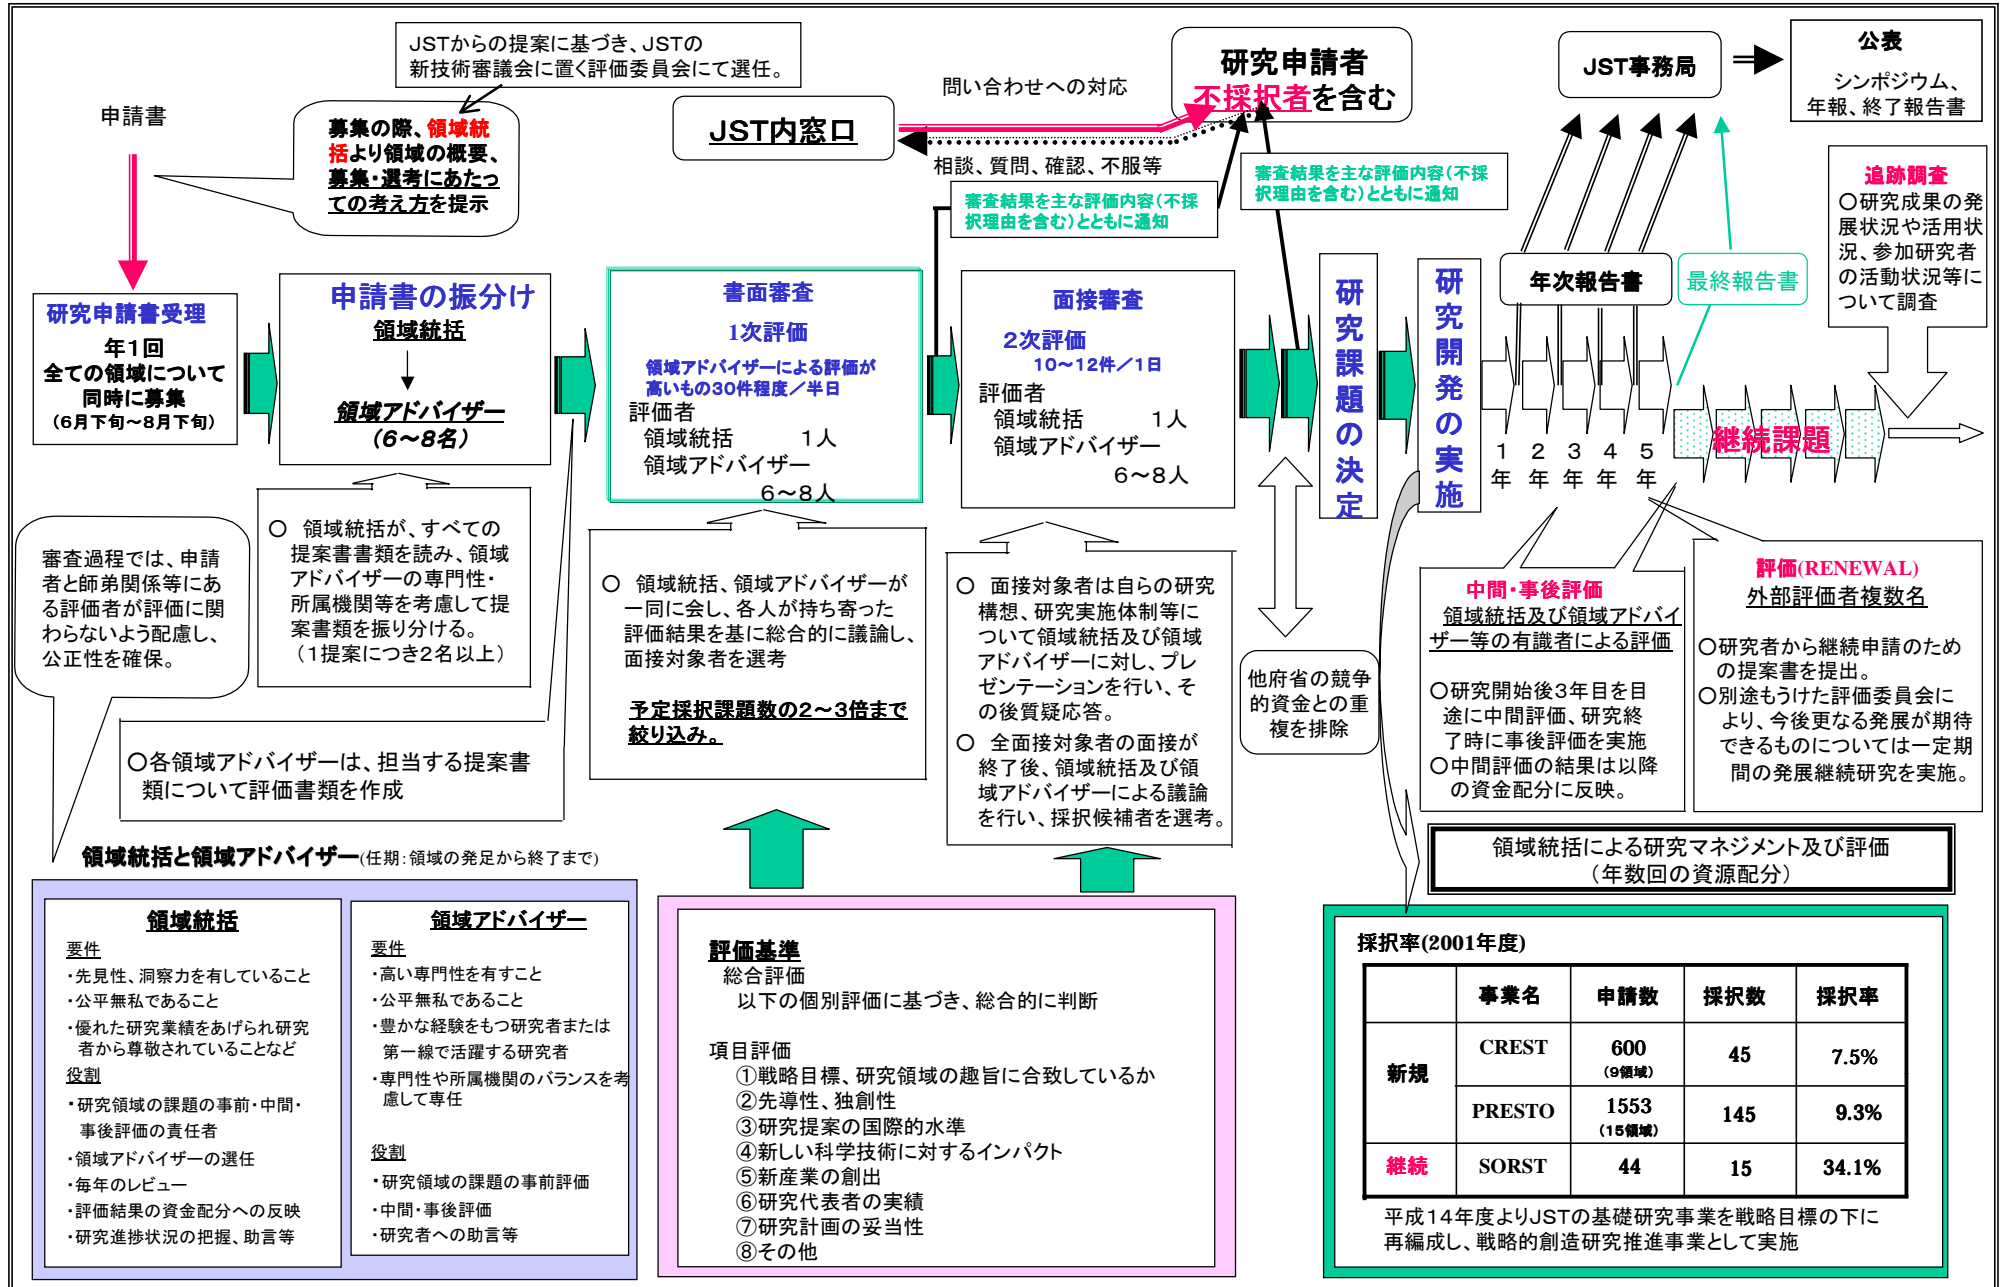 JSTからの提案に基づき、JSTの
新技術審議会に置く評価委員会にて選任。
申請書
募集の際、領域統
括より領域の概要、
募集・選考にあたっ
ての考え方を提示
JST内窓口
問い合わせへの対応
相談、質問、確認、不服等
研究申請者
不採択者を含む
審査結果を主な評価内容(不採
択理由を含む)とともに通知
審査結果を主な評価内容(不採
択理由を含む)とともに通知
JST事務局
公表
シンポジウム、
年報、終了報告書
追跡調査
○研究成果の発
展状況や活用状
況、参加研究者
の活動状況等に
ついて調査
研究申請書受理
年1回
全ての領域について
同時に募集
(6月下旬~8月下旬)
申請書の振分け
領域統括
領域アドバイザー
(6~8名)
書面審査
1次評価
領域アドバイザーによる評価が
高いもの30件程度/半日
評価者
領域統括 1人
領域アドバイザー
6~8人
面接審査
2次評価
10~12件/1日
評価者
領域統括 1人
領域アドバイザー
6~8人
研究課題の決定
研究開発の実施
年次報告書
最終報告書
1年
2年
3年
4年
5年
継続課題
審査過程では、申請
者と師弟関係等にあ
る評価者が評価に関
わらないよう配慮し、
公正性を確保。
○ 領域統括が、すべての
提案書書類を読み、領域
アドバイザーの専門性・
所属機関等を考慮して提
案書類を振り分ける。
(1提案につき2名以上)
○各領域アドバイザーは、担当する提案書
類について評価書類を作成
○ 領域統括、領域アドバイザーが
一同に会し、各人が持ち寄った
評価結果を基に総合的に議論し、
面接対象者を選考
予定採択課題数の2~3倍まで
絞り込み。
○ 面接対象者は自らの研究
構想、研究実施体制等に
ついて領域統括及び領域
アドバイザーに対し、プレ
ゼンテーションを行い、そ
の後質疑応答。
○ 全面接対象者の面接が
終了後、領域統括及び領
域アドバイザーによる議論
を行い、採択候補者を選考。
他府省の競争
的資金との重
複を排除
中間・事後評価
領域統括及び領域アドバイ
ザー等の有識者による評価
○研究開始後3年目を目
途に中間評価、研究終
了時に事後評価を実施
○中間評価の結果は以降
の資金配分に反映。
評価(RENEWAL)
外部評価者複数名
○研究者から継続申請のため
の提案書を提出。
○別途もうけた評価委員会に
より、今後更なる発展が期待
できるものについては一定期
間の発展継続研究を実施。
領域統括による研究マネジメント及び評価
(年数回の資源配分)
領域統括と領域アドバイザー(任期:領域の発足から終了まで)
領域統括
要件
・先見性、洞察力を有していること
・公平無私であること
・優れた研究業績をあげられ研究
者から尊敬されていることなど
役割
・研究領域の課題の事前・中間・
事後評価の責任者
・領域アドバイザーの選任
・毎年のレビュー
・評価結果の資金配分への反映
・研究進捗状況の把握、助言等
領域アドバイザー
要件
・高い専門性を有すこと
・公平無私であること
・豊かな経験をもつ研究者または
第一線で活躍する研究者
・専門性や所属機関のバランスを考
慮して専任
役割
・研究領域の課題の事前評価
・中間・事後評価
・研究者への助言等
評価基準
総合評価
以下の個別評価に基づき、総合的に判断
項目評価
①戦略目標、研究領域の趣旨に合致しているか
②先導性、独創性
③研究提案の国際的水準
④新しい科学技術に対するインパクト
⑤新産業の創出
⑥研究代表者の実績
⑦研究計画の妥当性
⑧その他
採択率(2001年度)
事業名 申請数 採択数 採択率
新規 CREST 600 (9領域) 45 7.5%
PRESTO 1553 (15領域) 145 9.3%
継続 SORST 44 15 34.1%
平成14年度よりJSTの基礎研究事業を戦略目標の下に
再編成し、戦略的創造研究推進事業として実施